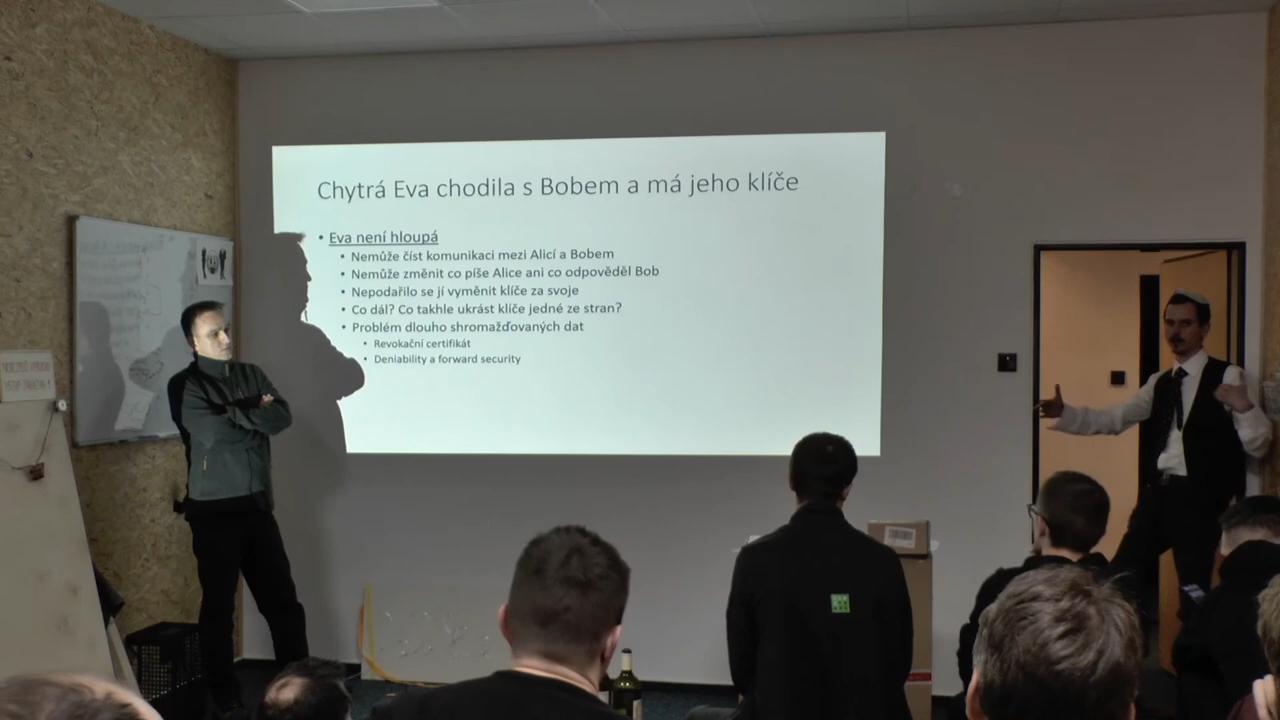 Chytrá Eva chodila s Bobem a má jeho klíče
• Eva není hloupá
• Nemůže číst komunikaci mezi Alicí a Bobem
• Nemůže změnit co píše Alice ani co odpověděl Bob
• Nepodařilo se jí vyměnit klíče za svoje
• Co dál? Co takhle ukrást klíče jedné ze stran?
• Problém dlouho shromažďovaných dat
• Revokační certifikát
• Deniability a forward security